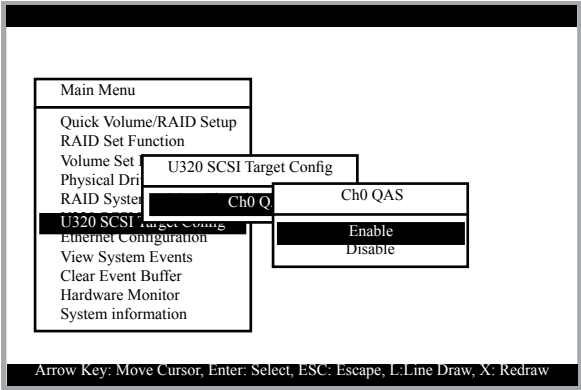 Main Menu
Quick Volume/RAID Setup
RAID Set Function
Volume Set
Physical
RAID
U320 SCSI Target Config
Ethernet Configuration
View System Events
Clear Event Buffer
Hardware Monitor
System information
U320 SCSI Target Config
Ch0
Ch0 QAS
Enable
Disable
Arrow Key: Move Cursor, Enter: Select, ESC: Escape, L:Line Draw, X: Redraw